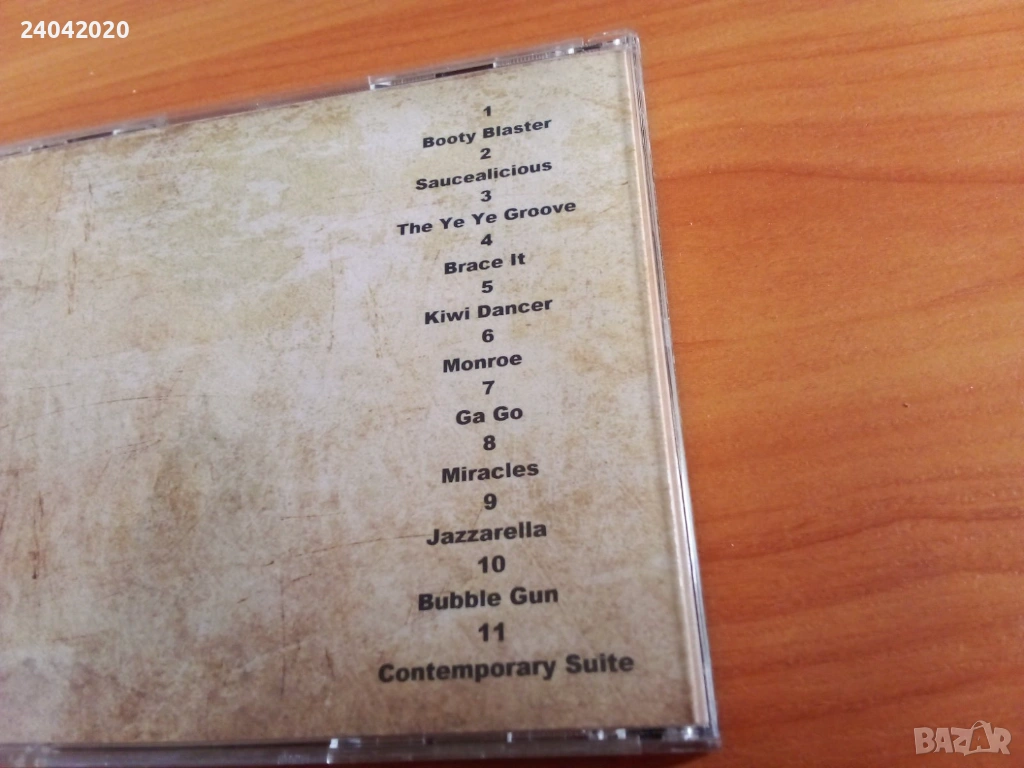 24042020
1
Booty Blaster
2
Saucealicious
3
The Ye Ye Groove
4
Brace It
5
Kiwi Dancer
6
Monroe
7
Ga Go
8
Miracles
9
Jazzarella
10
Bubble Gun
11
Contemporary Suite
BAZAR